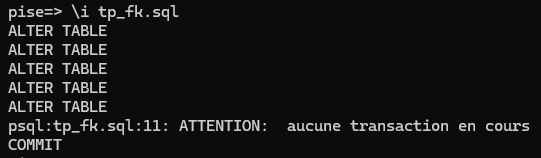 pise=> \i tp_fk.sql
ALTER TABLE
ALTER TABLE
ALTER TABLE
ALTER TABLE
ALTER TABLE
psql:tp_fk.sql:11: ATTENTION:  aucune transaction en cours
COMMIT